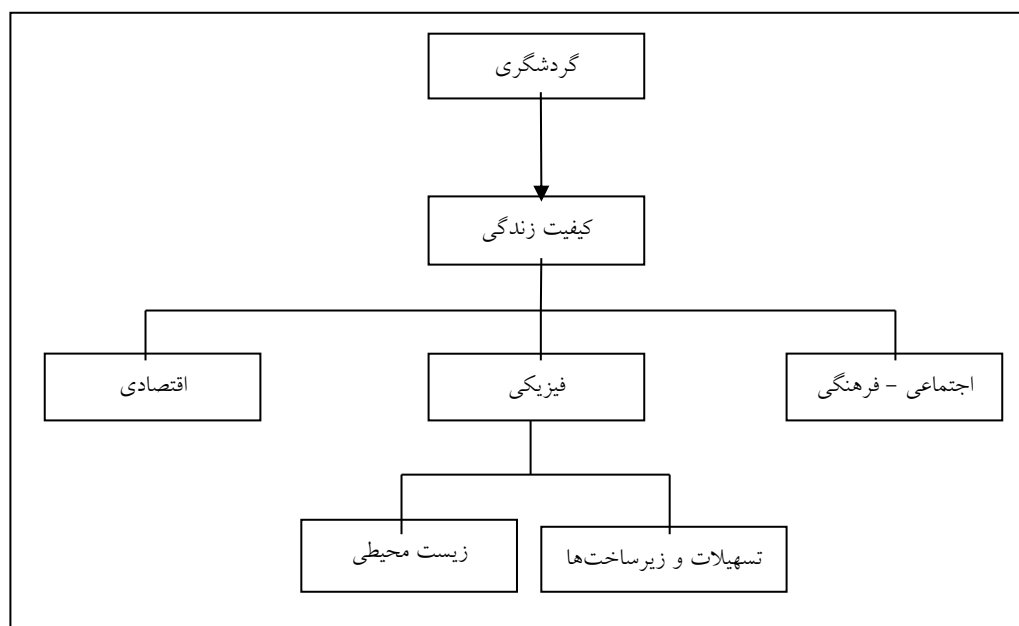 گردشگری
کیفیت زندگی
اجتماعی – فرهنگی
فیزیکی
اقتصادی
تسهیلات و زیرساخت‌ها
زیست محیطی